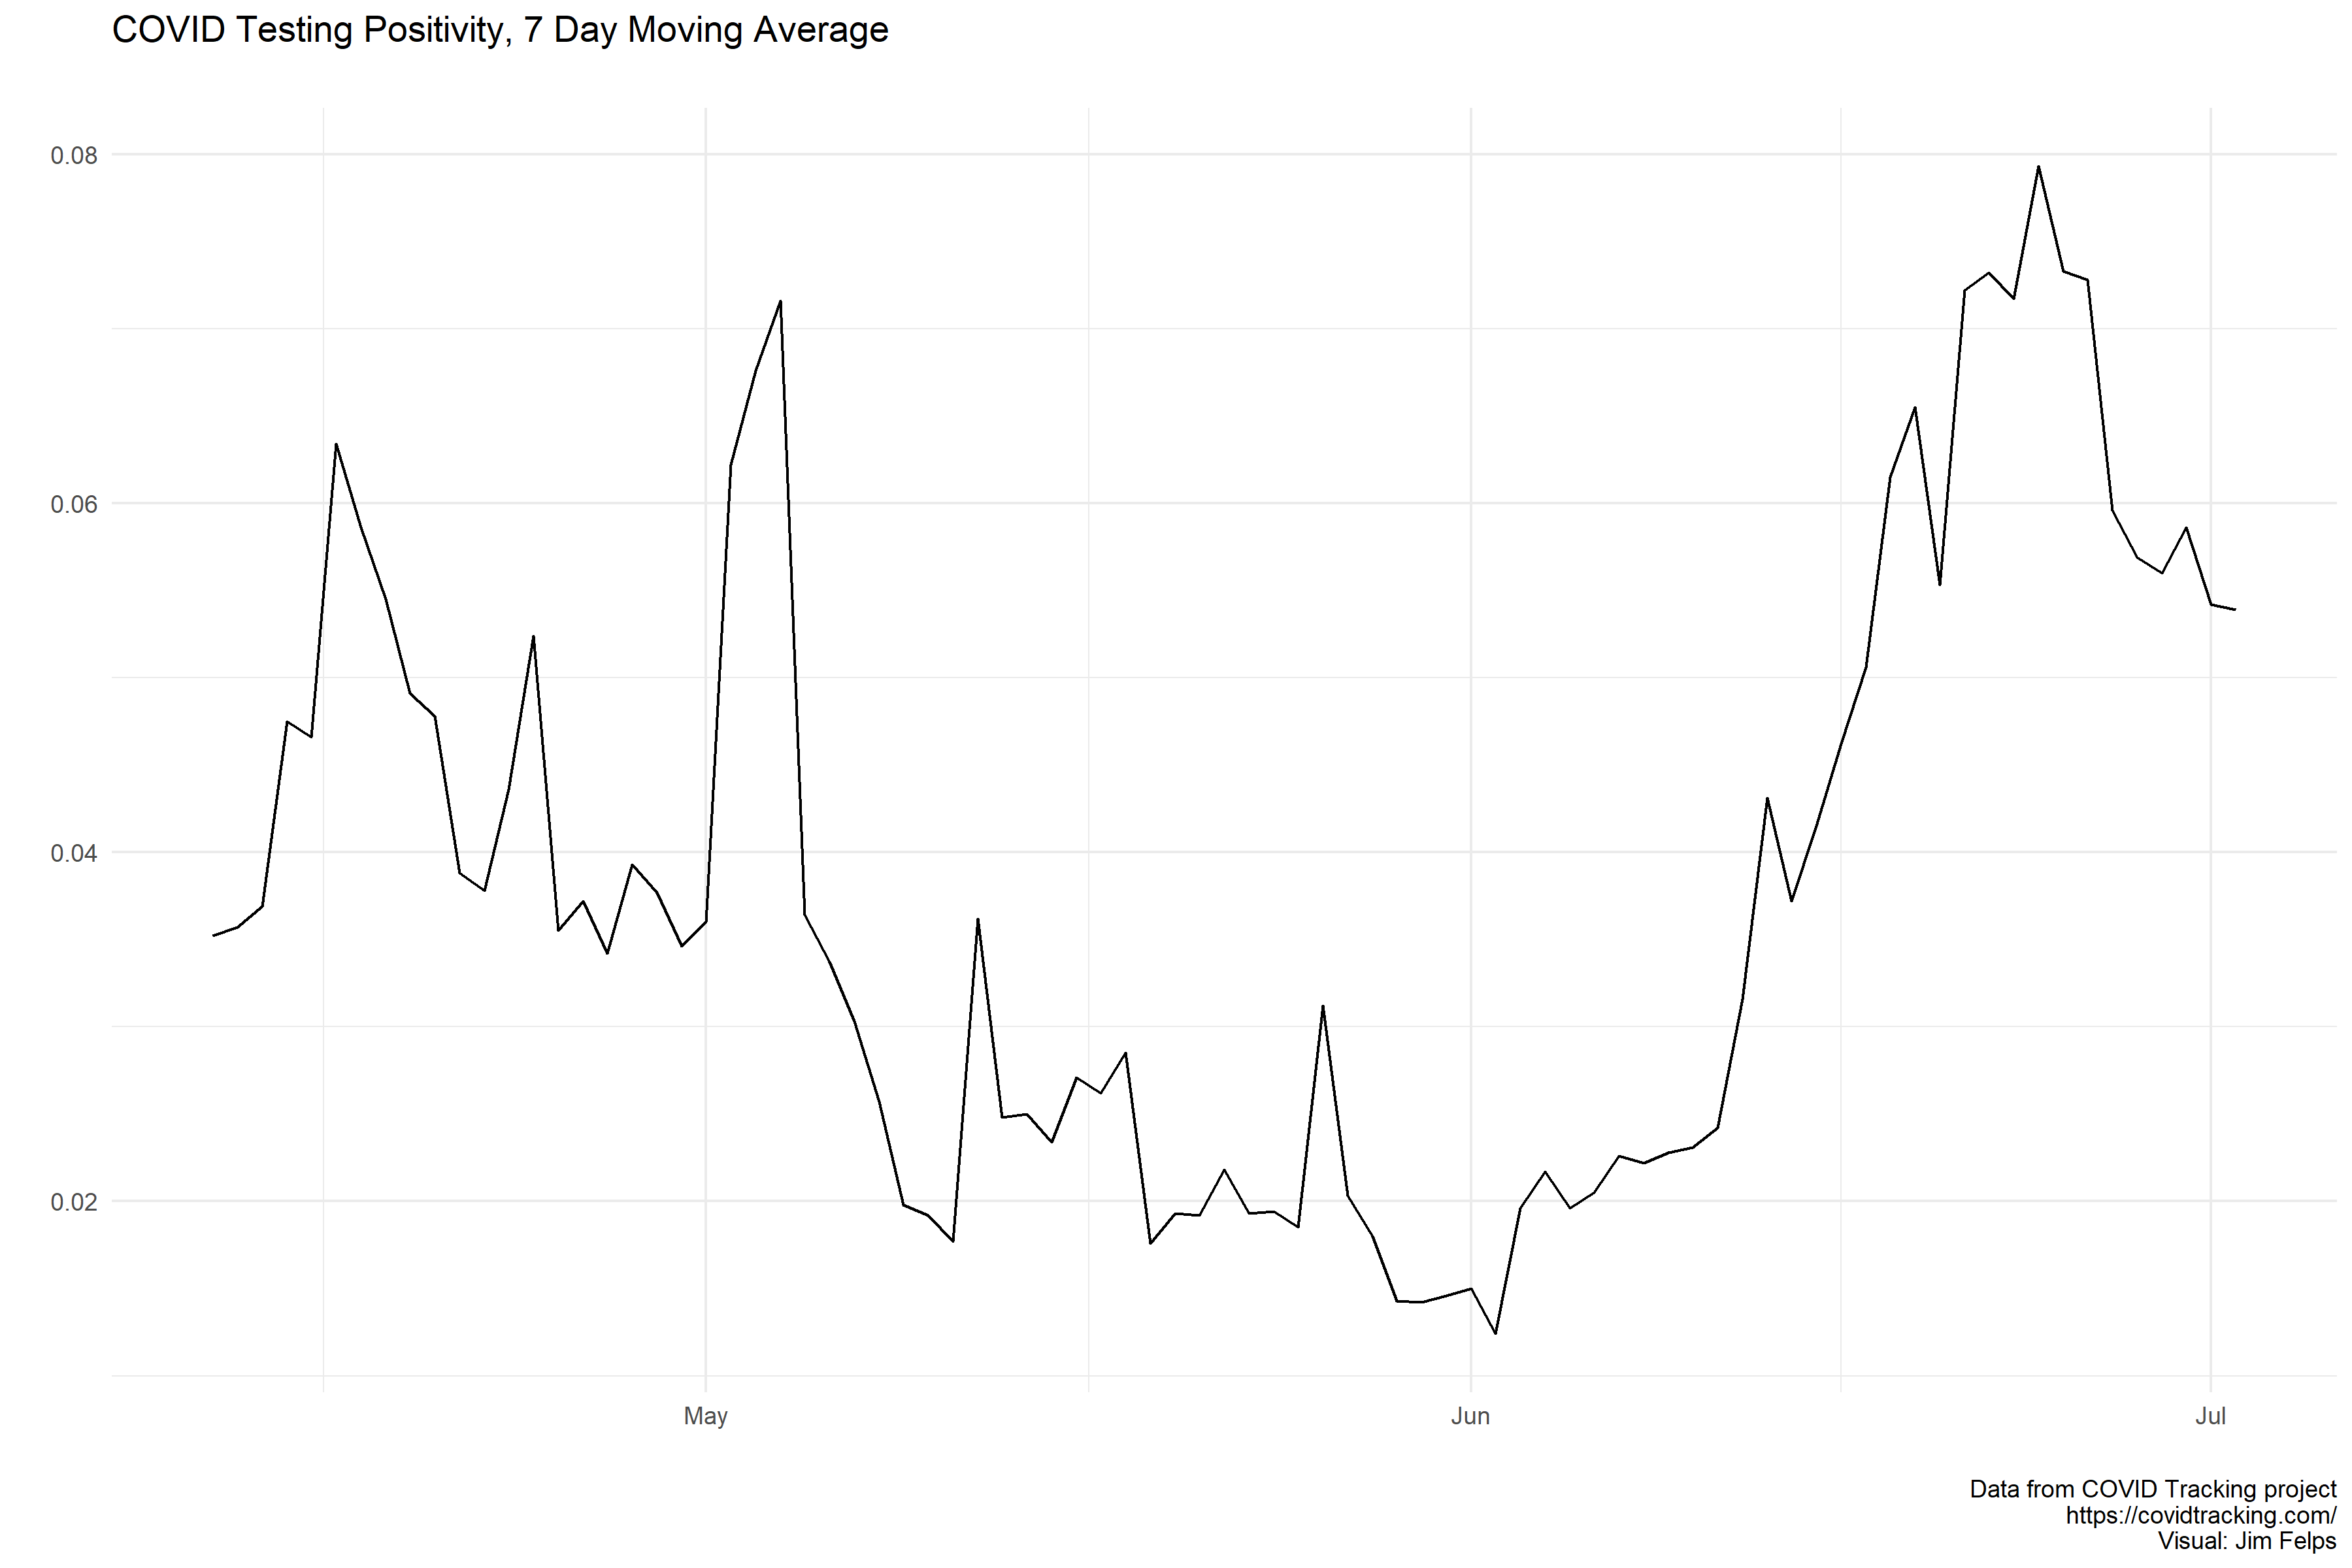 COVID Testing Positivity, 7 Day Moving Average
0.08
0.06
0.04
0.02
May
Jun
Jul
Data from COVID Tracking project
https://covidtracking.com/
Visual: Jim Felps